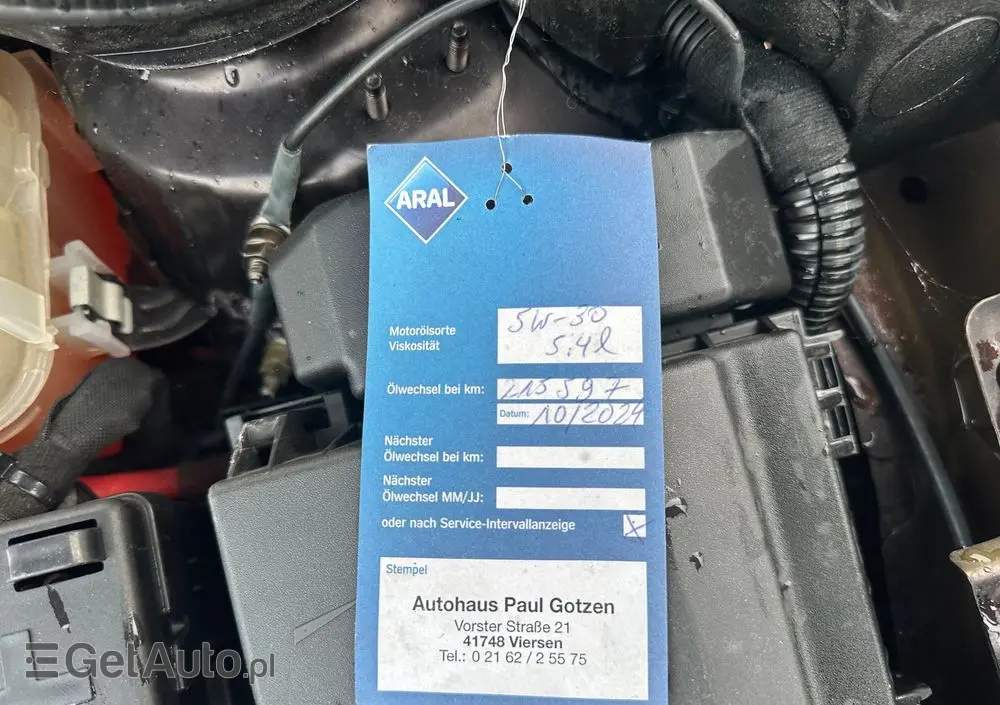 ARAL
Motorölsorte
Viskosität
5W-30
5,4l
Ölwechsel bei km:
213597
Datum: 10/2024
Nächster
Ölwechsel bei km:
Nächster
Ölwechsel MM/JJ:
oder nach Service-Intervallanzeige
Stempel
Autohaus Paul Gotzen
Vorster Straße 21
41748 Viersen
Tel.: 0 21 62 / 2 55 75
GetAuto.pl